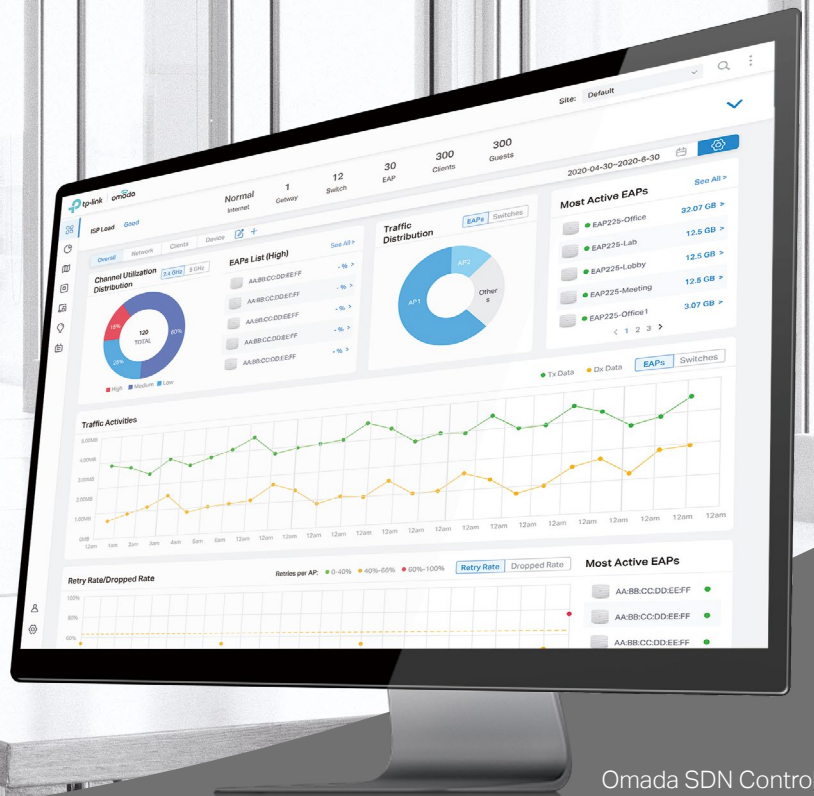 Site: Default
tp-link omada
Normal
Internet
1
Getway
12
Switch
30
EAP
300
Clients
300
Guests
ISP Load Good
2020-04-30~2020-6-30
Overall Network Clients Device
Channel Utilization
Distribution
2.4 GHz 5 GHz
15%
120
TOTAL
60%
25%
High Medium Low
EAPs List (High)
See All >
AA:BB:CC:DD:EE:FF - % >
AA:BB:CC:DD:EE:FF - % >
AA:BB:CC:DD:EE:FF - % >
AA:BB:CC:DD:EE:FF - % >
AA:BB:CC:DD:EE:FF - % >
Traffic
Distribution
EAPs Switches
AP2
AP1
Other
s
Most Active EAPs
See All >
EAP225-Office 32.07 GB >
EAP225-Lab 12.5 GB >
EAP225-Lobby 12.5 GB >
EAP225-Meeting 12.5 GB >
EAP225-Office1 3.07 GB >
< 1 2 3 >
Traffic Activities
Tx Data Dx Data EAPs Switches
5.00MB
4.00MB
3.00MB
2.00MB
1.00MB
0MB
12am 1am 2am 3am 4am 5am 6am 12am 12am 12am 12am 12am 12am 12am 12am 12am 12am 12am 12am 12am 12am 12am 12am 12am
Retry Rate/Dropped Rate
Retries per AP: 0-40% 40%-65% 60%-100%
Retry Rate Dropped Rate
100%
80%
60%
Most Active EAPs
AA:BB:CC:DD:EE:FF
AA:BB:CC:DD:EE:FF
AA:BB:CC:DD:EE:FF
Omada SDN Contro